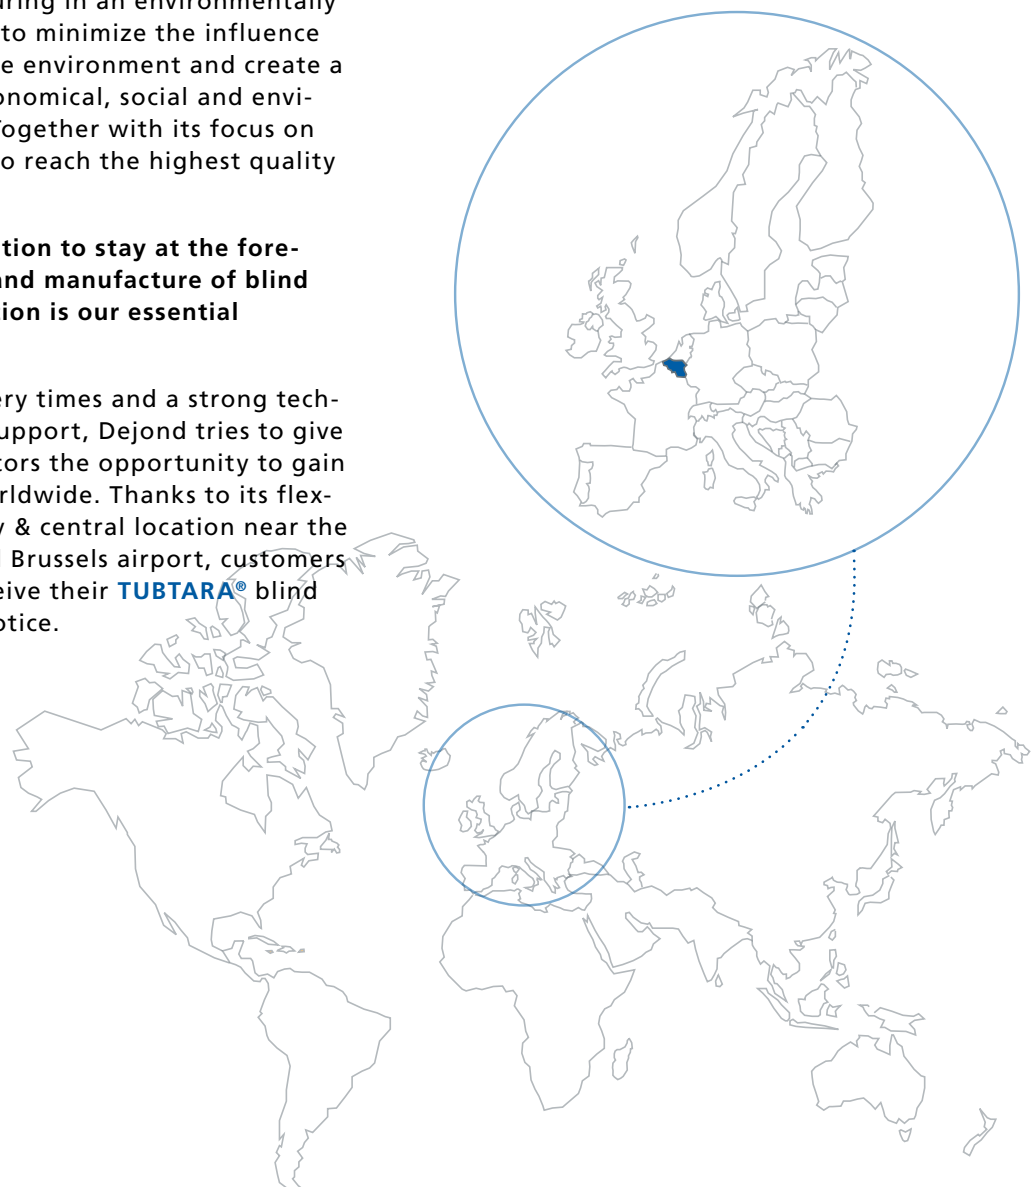 uring in an environmentally
to minimize the influence
e environment and create a
onomical, social and envi-
Together with its focus on
o reach the highest quality
tion to stay at the fore-
and manufacture of blind
tion is our essential
ery times and a strong tech-
upport, Dejond tries to give
tors the opportunity to gain
rldwide. Thanks to its flex-
y & central location near the
Brussels airport, customers
eive their TUBTARA® blind
otice.